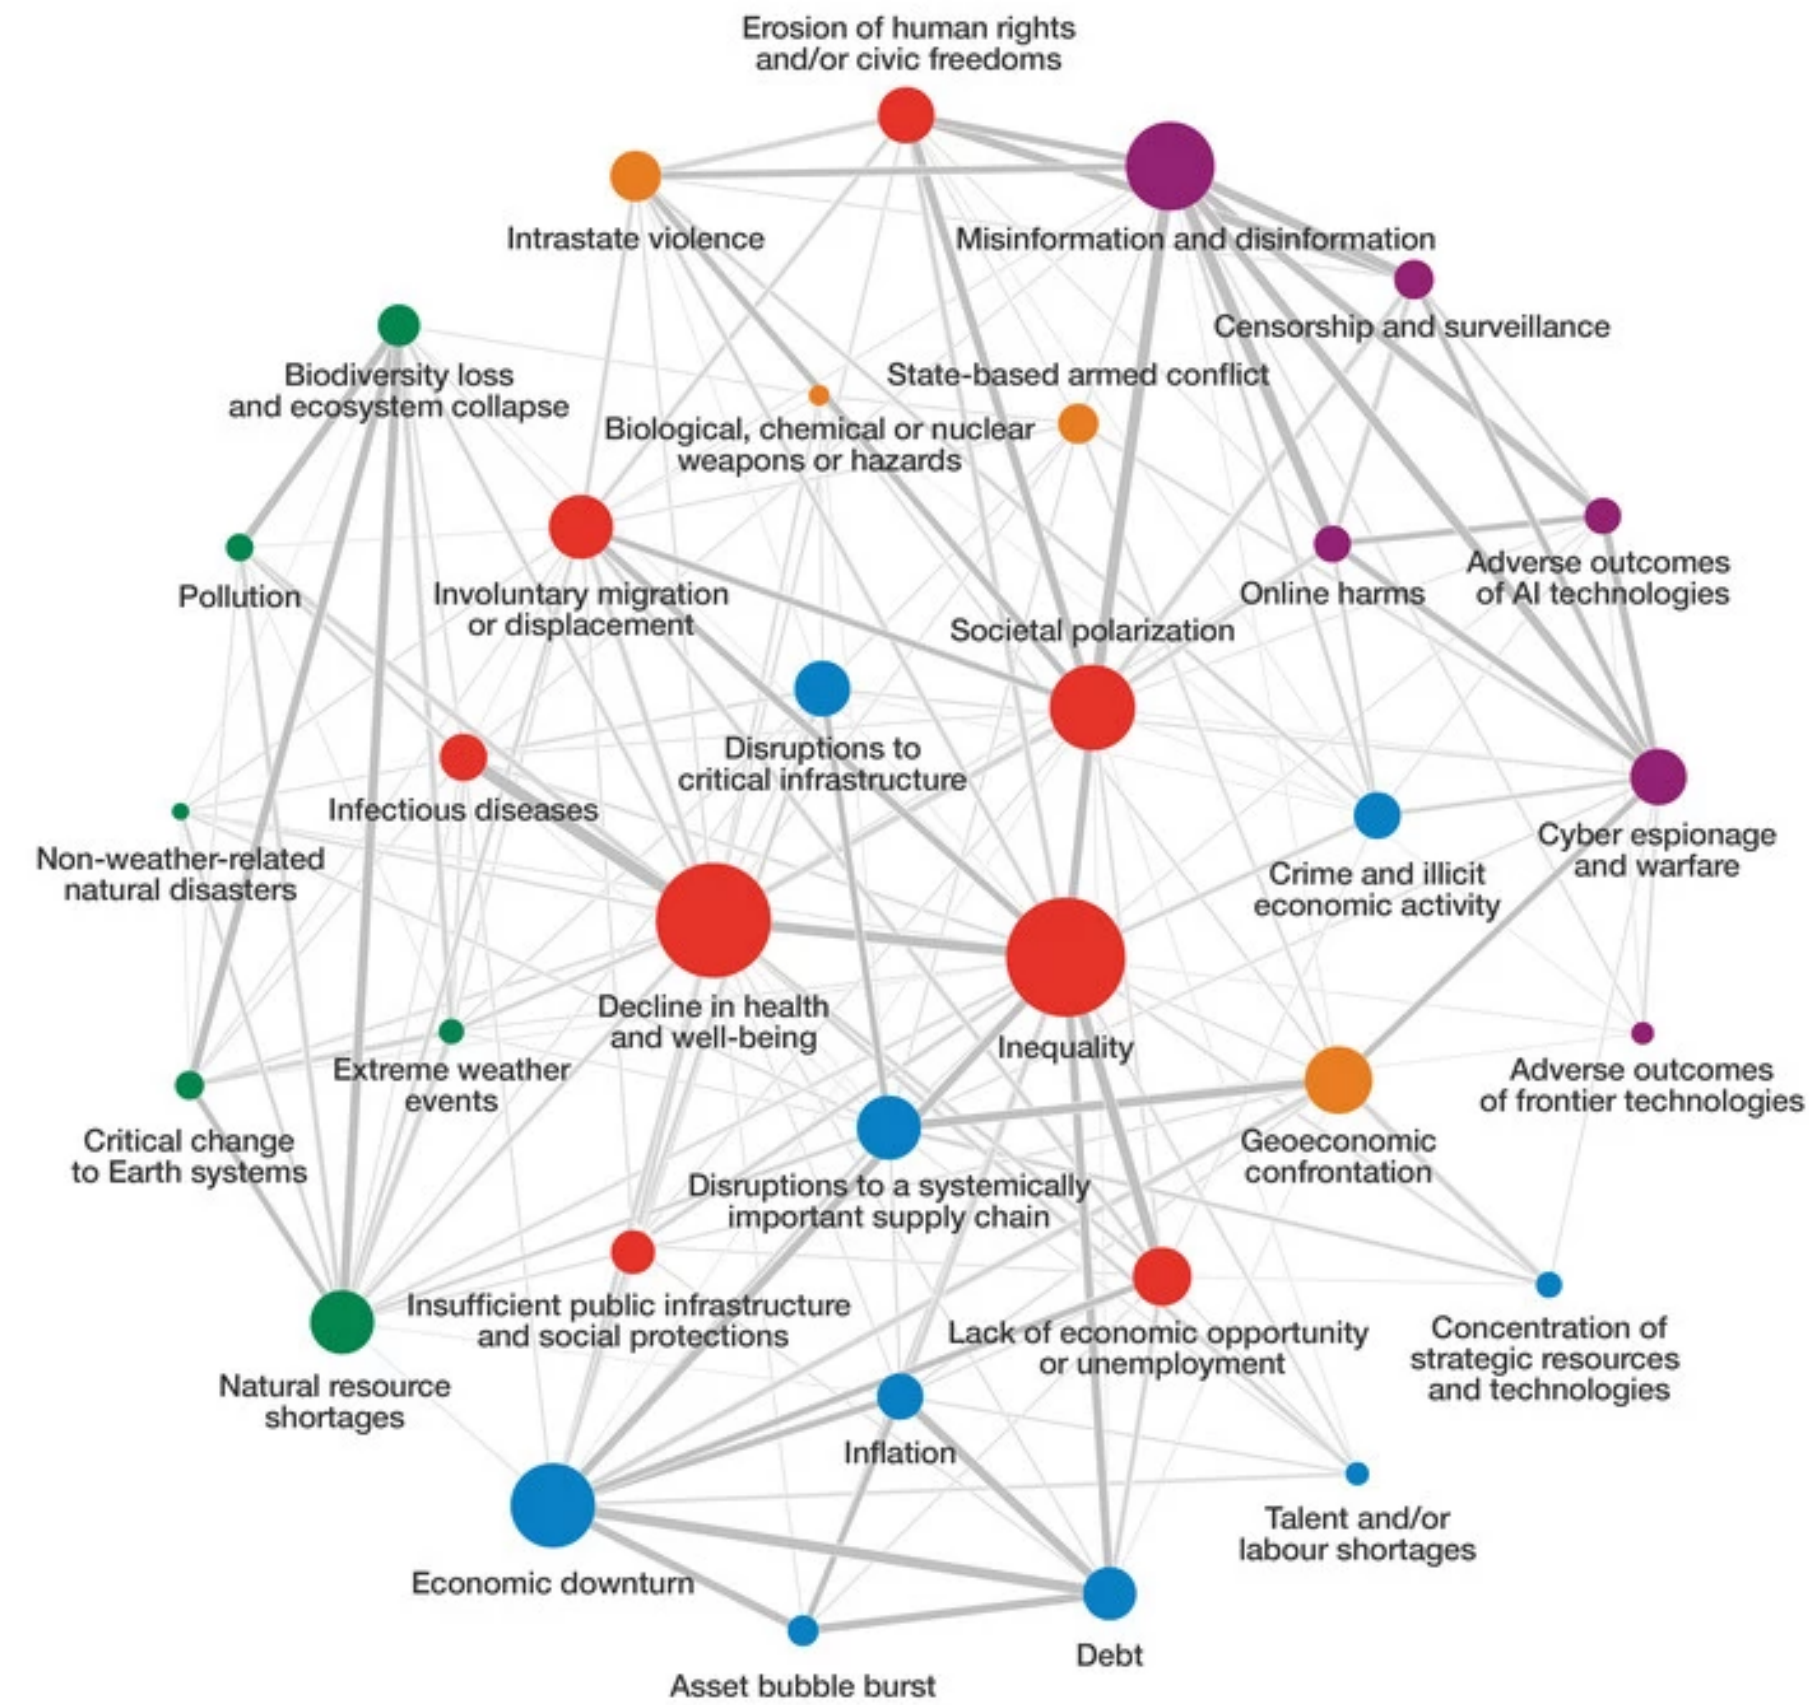 Erosion of human rights
and/or civic freedoms
Intrastate violence
Misinformation and disinformation
Censorship and surveillance
Biodiversity loss
and ecosystem collapse
State-based armed conflict
Biological, chemical or nuclear
weapons or hazards
Pollution
Involuntary migration
or displacement
Online harms
Adverse outcomes
of AI technologies
Societal polarization
Disruptions to
critical infrastructure
Infectious diseases
Non-weather-related
natural disasters
Crime and illicit
economic activity
Cyber espionage
and warfare
Decline in health
and well-being
Inequality
Extreme weather
events
Adverse outcomes
of frontier technologies
Critical change
to Earth systems
Geoeconomic
confrontation
Disruptions to a systemically
important supply chain
Insufficient public infrastructure
and social protections
Lack of economic opportunity
or unemployment
Concentration of
strategic resources
and technologies
Natural resource
shortages
Inflation
Talent and/or
labour shortages
Economic downturn
Debt
Asset bubble burst